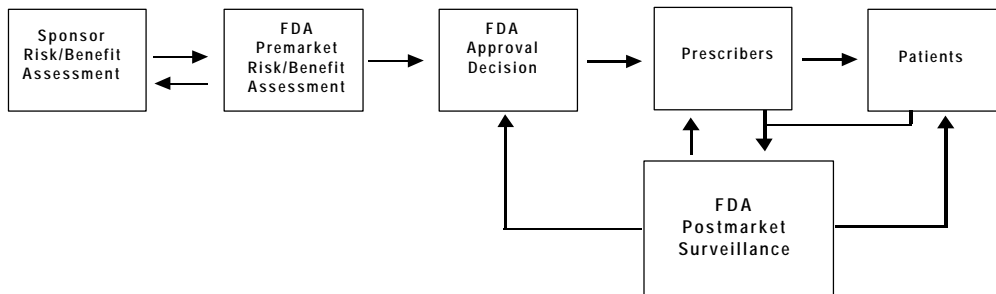 Sponsor
Risk/Benefit
Assessment
FDA
Premarket
Risk/Benefit
Assessment
FDA
Approval
Decision
Prescribers
Patients
FDA
Postmarket
Surveillance